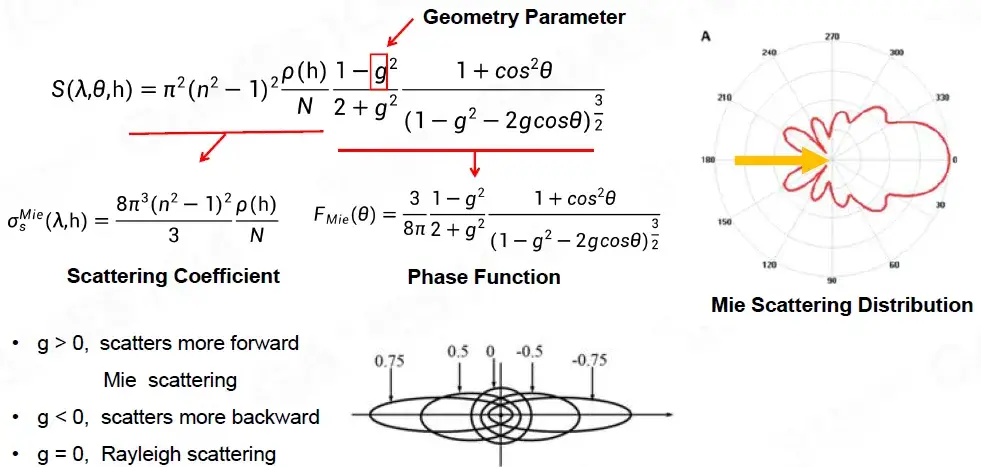 Geometry Parameter
S(λ,θ,h) = π²(n² − 1)² ρ(h)/N (1 − g²)/(2 + g²) (1 + cos²θ)/(1 − g² − 2gcosθ)^(3/2)
σₛᴹⁱᵉ(λ,h) = 8π³(n² − 1)²/3 ρ(h)/N
F_Mie(θ) = 3/8π (1 − g²)/(2 + g²) (1 + cos²θ)/(1 − g² − 2gcosθ)^(3/2)
Scattering Coefficient
Phase Function
A
270
240
300
210
330
180
0
150
30
120
60
90
Mie Scattering Distribution
• g > 0, scatters more forward
Mie scattering
• g < 0, scatters more backward
• g = 0, Rayleigh scattering
0.75
0.5
0
-0.5
-0.75